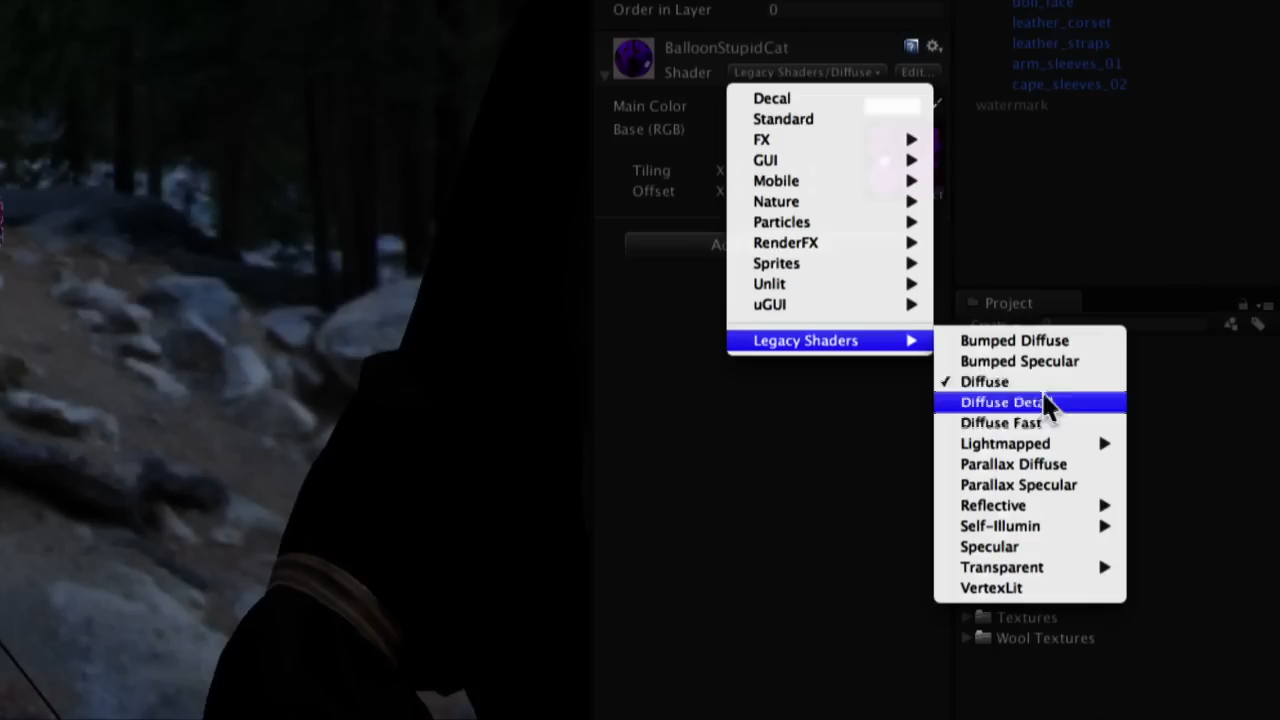 Order in Layer 0
BalloonStupidCat
Shader Legacy Shaders/Diffuse Edit...
Main Color
Base (RGB)
Tiling X
Offset X
Decal
Standard
FX
GUI
Mobile
Nature
Particles
RenderFX
Sprites
Unlit
uGUI
Legacy Shaders
Bumped Diffuse
Bumped Specular
Diffuse
Diffuse Deta
Diffuse Fast
Lightmapped
Parallax Diffuse
Parallax Specular
Reflective
Self-Illumin
Specular
Transparent
VertexLit
leather_corset
leather_straps
arm_sleeves_01
cape_sleeves_02
watermark
Project
Textures
Wool Textures